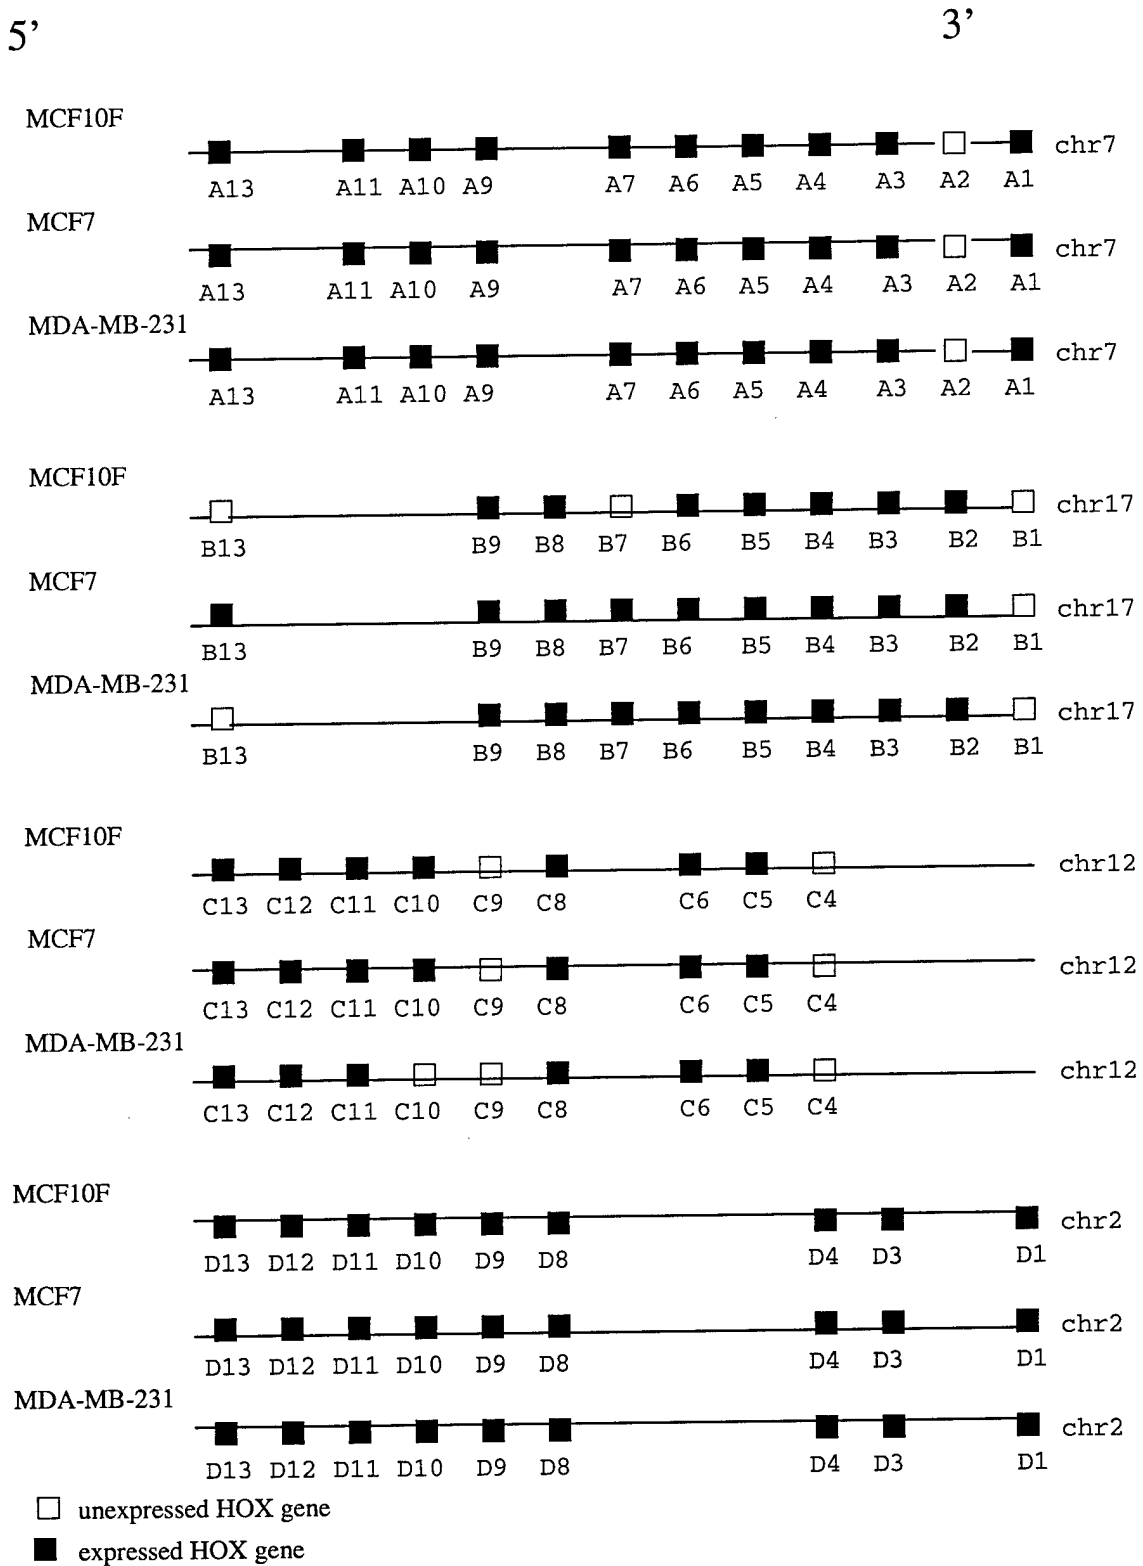 5’ 3’
MCF10F
chr7
A13 A11 A10 A9 A7 A6 A5 A4 A3 A2 A1
MCF7
chr7
A13 A11 A10 A9 A7 A6 A5 A4 A3 A2 A1
MDA-MB-231
chr7
A13 A11 A10 A9 A7 A6 A5 A4 A3 A2 A1
MCF10F
chr17
B13 B9 B8 B7 B6 B5 B4 B3 B2 B1
MCF7
chr17
B13 B9 B8 B7 B6 B5 B4 B3 B2 B1
MDA-MB-231
chr17
B13 B9 B8 B7 B6 B5 B4 B3 B2 B1
MCF10F
chr12
C13 C12 C11 C10 C9 C8 C6 C5 C4
MCF7
chr12
C13 C12 C11 C10 C9 C8 C6 C5 C4
MDA-MB-231
chr12
C13 C12 C11 C10 C9 C8 C6 C5 C4
MCF10F
chr2
D13 D12 D11 D10 D9 D8 D4 D3 D1
MCF7
chr2
D13 D12 D11 D10 D9 D8 D4 D3 D1
MDA-MB-231
chr2
D13 D12 D11 D10 D9 D8 D4 D3 D1
unexpressed HOX gene
expressed HOX gene